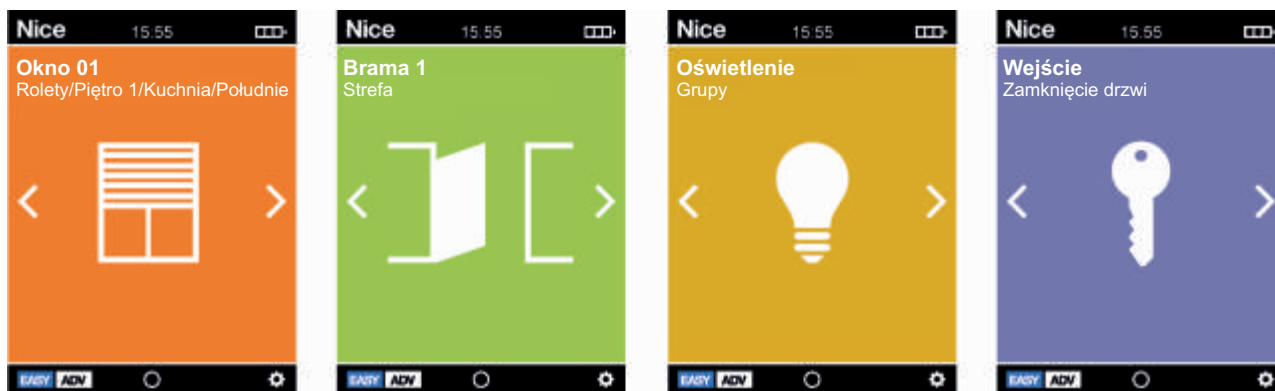 Nice 15:55
Okno 01
Rolety/Piętro 1/Kuchnia/Południe
EASY ADV
Nice 15:55
Brama 1
Strefa
EASY ADV
Nice 15:55
Oświetlenie
Grupy
EASY ADV
Nice 15:55
Wejście
Zamknięcie drzwi
EASY ADV